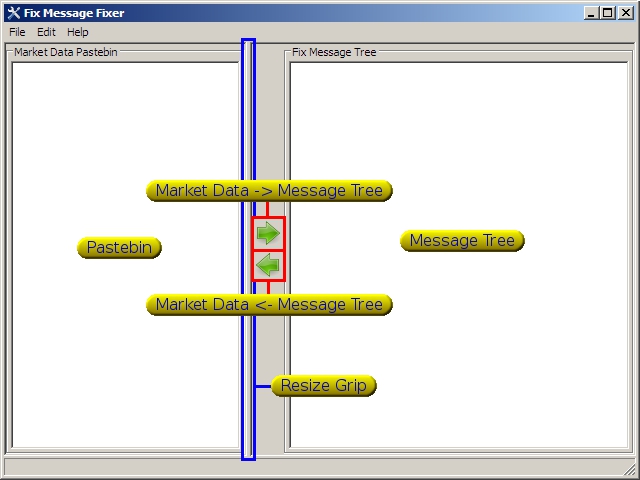 Fix Message Fixer
File Edit Help
Market Data Pastebin
Fix Message Tree
Market Data -> Message Tree
Pastebin
Message Tree
Market Data <- Message Tree
Resize Grip